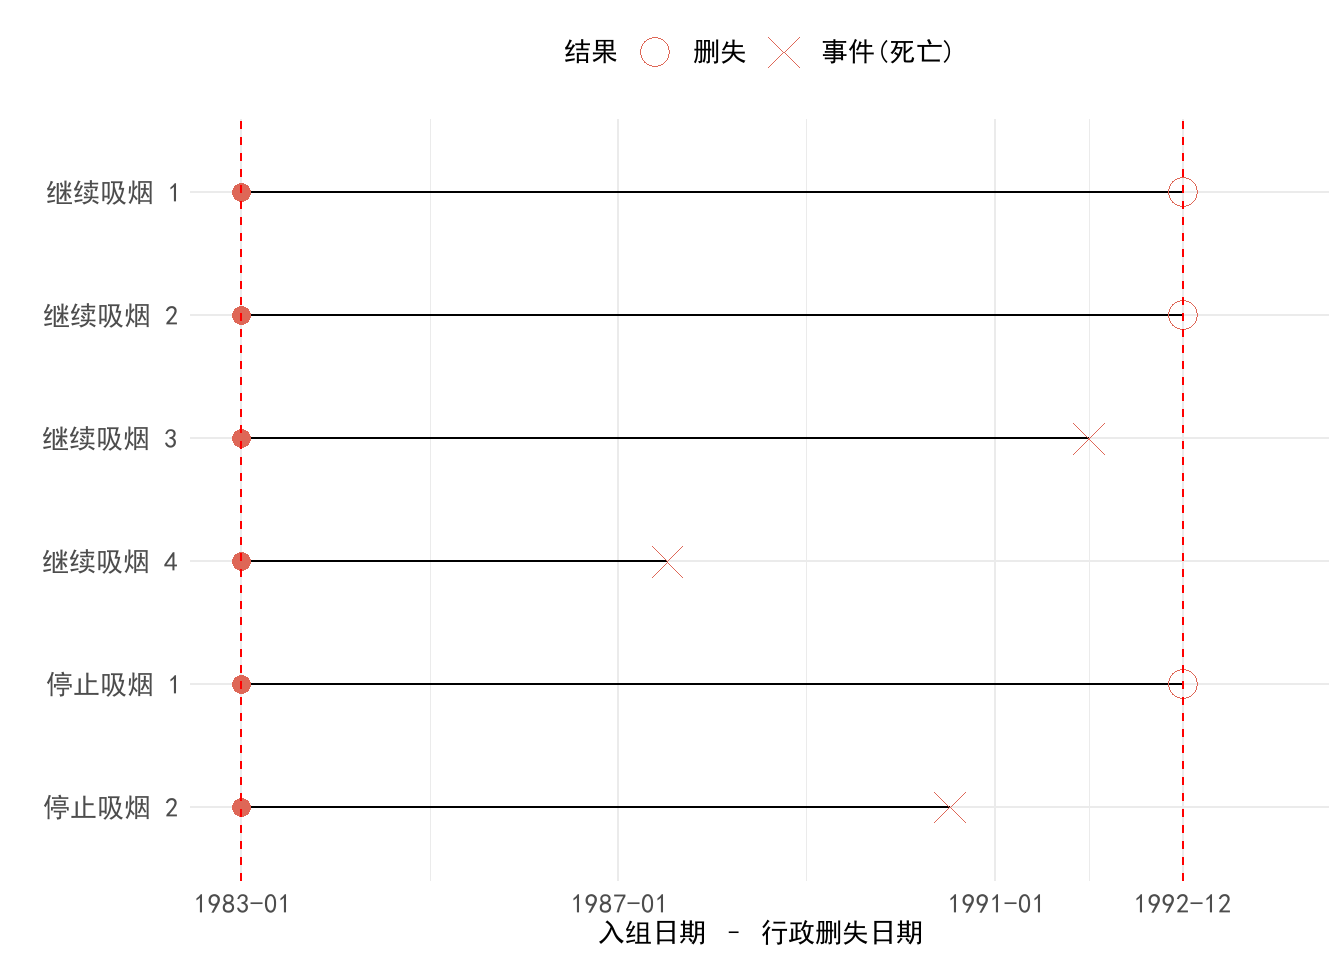 结果 删失 事件(死亡)
继续吸烟 1
继续吸烟 2
继续吸烟 3
继续吸烟 4
停止吸烟 1
停止吸烟 2
1983-01 1987-01 1991-01 1992-12
入组日期 - 行政删失日期